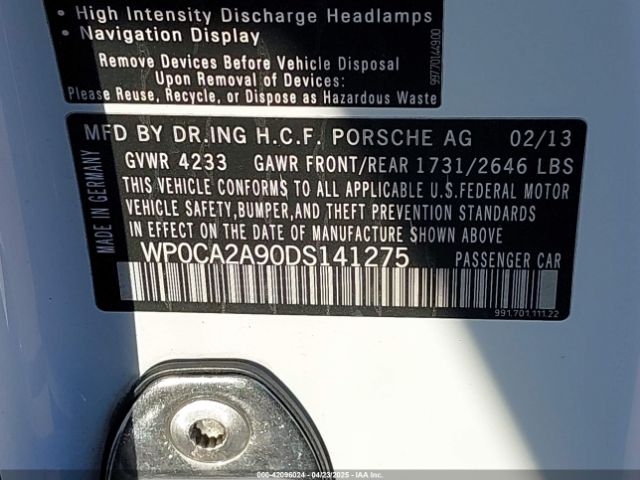 • High Intensity Discharge Headlamps
• Navigation Display
Remove Devices Before Vehicle Disposal
Upon Removal of Devices:
Please Reuse, Recycle, or Dispose as Hazardous Waste
99770144900
MFD BY DR.ING H.C.F. PORSCHE AG 02/13
GVWR 4233 GAWR FRONT/REAR 1731/2646 LBS
THIS VEHICLE CONFORMS TO ALL APPLICABLE U.S.FEDERAL MOTOR
VEHICLE SAFETY,BUMPER,AND THEFT PREVENTION STANDARDS
IN EFFECT ON THE DATE OF MANUFACTURE SHOWN ABOVE
WP0CA2A90DS141275 PASSENGER CAR
MADE IN GERMANY
991.701.111.22
000-42096024 - 04/23/2025 - IAAI.COM